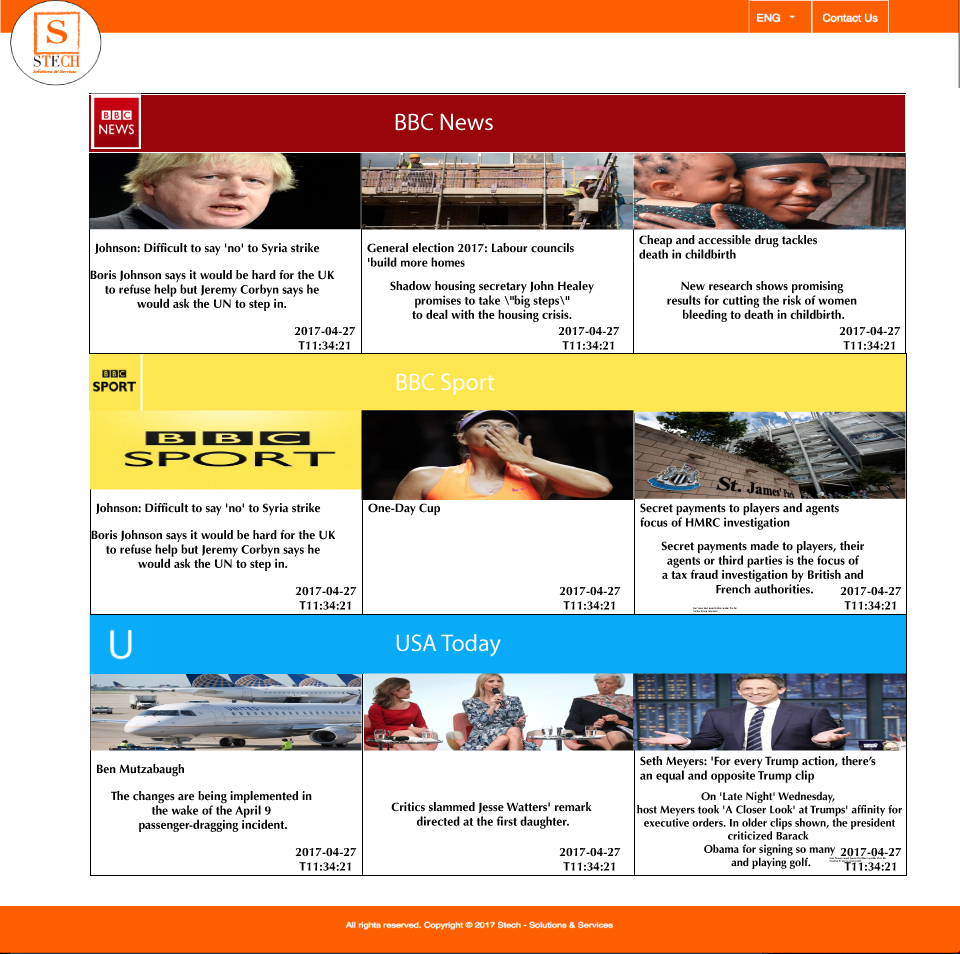 ENG
Contact Us
S
STECH
Solutions & Services
BBC
NEWS
BBC News
Johnson: Difficult to say 'no' to Syria strike
Boris Johnson says it would be hard for the UK
to refuse help but Jeremy Corbyn says he
would ask the UN to step in.
2017-04-27
T11:34:21
General election 2017: Labour councils
'build more homes
Shadow housing secretary John Healey
promises to take \"big steps\"
to deal with the housing crisis.
2017-04-27
T11:34:21
Cheap and accessible drug tackles
death in childbirth
New research shows promising
results for cutting the risk of women
bleeding to death in childbirth.
2017-04-27
T11:34:21
BBC
SPORT
BBC Sport
BBC
SPORT
Johnson: Difficult to say 'no' to Syria strike
Boris Johnson says it would be hard for the UK
to refuse help but Jeremy Corbyn says he
would ask the UN to step in.
2017-04-27
T11:34:21
One-Day Cup
2017-04-27
T11:34:21
St. James' Park
Secret payments to players and agents
focus of HMRC investigation
Secret payments made to players, their
agents or third parties is the focus of
a tax fraud investigation by British and
French authorities.
2017-04-27
T11:34:21
U
USA Today
Ben Mutzabaugh
The changes are being implemented in
the wake of the April 9
passenger-dragging incident.
2017-04-27
T11:34:21
Critics slammed Jesse Watters' remark
directed at the first daughter.
2017-04-27
T11:34:21
Seth Meyers: 'For every Trump action, there's
an equal and opposite Trump clip
On 'Late Night' Wednesday,
host Meyers took 'A Closer Look' at Trumps' affinity for
executive orders. In older clips shown, the president
criticized Barack
Obama for signing so many
and playing golf.
2017-04-27
T11:34:21
All rights reserved. Copyright © 2017 Stech - Solutions & Services